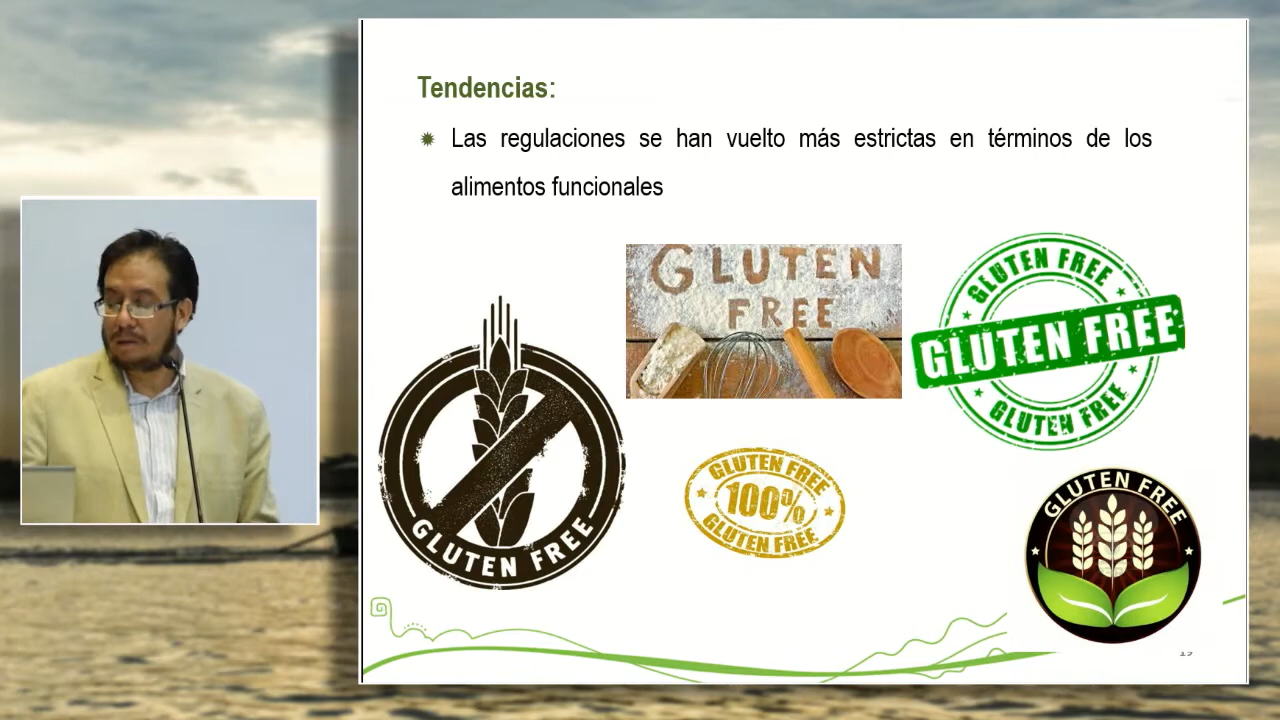 Tendencias:
Las regulaciones se han vuelto más estrictas en términos de los
alimentos funcionales
GLUTEN
FREE
GLUTEN FREE
GLUTEN FREE
GLUTEN FREE
GLUTEN FREE
GLUTEN FREE
100%
GLUTEN FREE
GLUTEN FREE
19